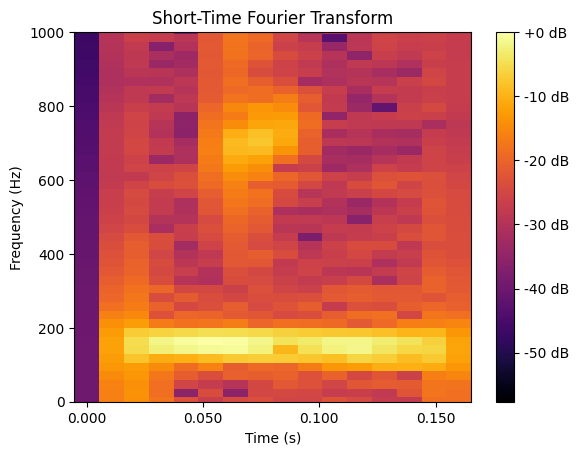 Short-Time Fourier Transform
1000
800
600
400
200
0
Frequency (Hz)
0.000
0.050
0.100
0.150
Time (s)
+0 dB
-10 dB
-20 dB
-30 dB
-40 dB
-50 dB